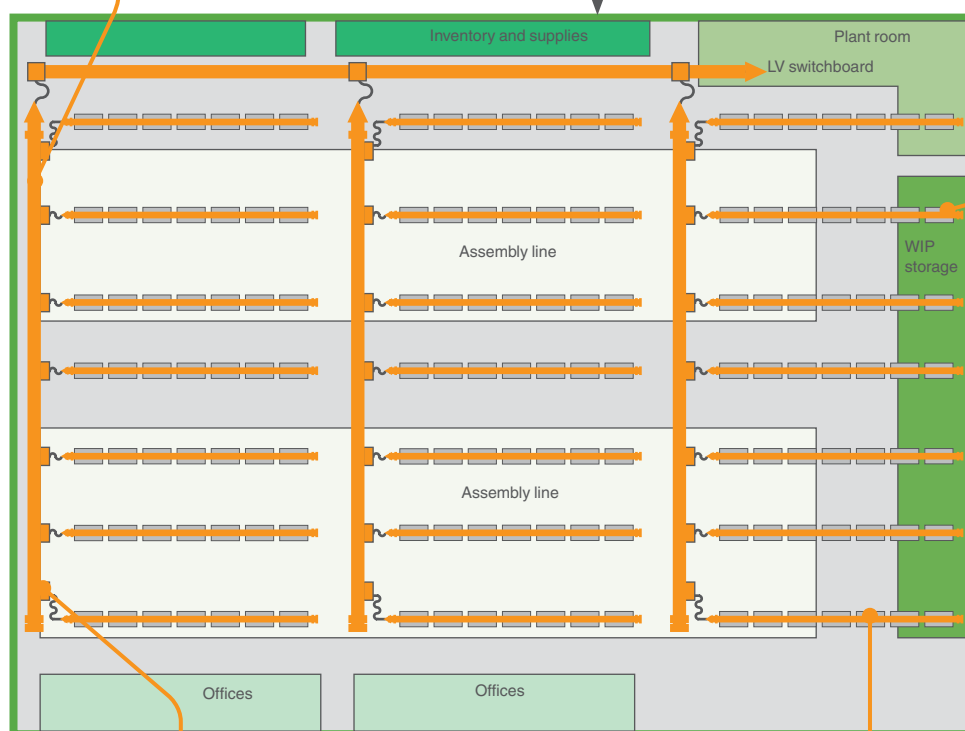 Inventory and supplies
Plant room
LV switchboard
Assembly line
WIP
storage
Assembly line
Offices
Offices